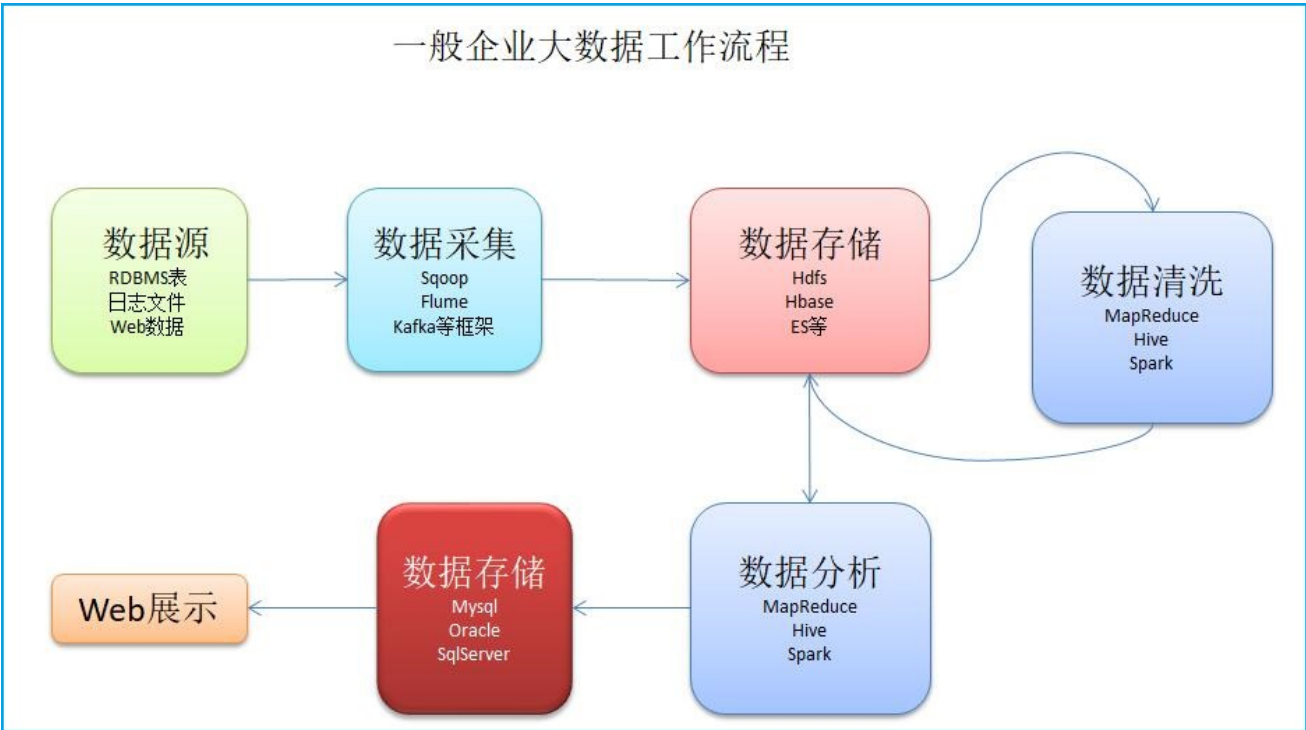 一般企业大数据工作流程
数据源
RDBMS表
日志文件
Web数据
数据采集
Sqoop
Flume
Kafka等框架
数据存储
Hdfs
Hbase
ES等
数据清洗
MapReduce
Hive
Spark
数据分析
MapReduce
Hive
Spark
数据存储
Mysql
Oracle
SqlServer
Web展示